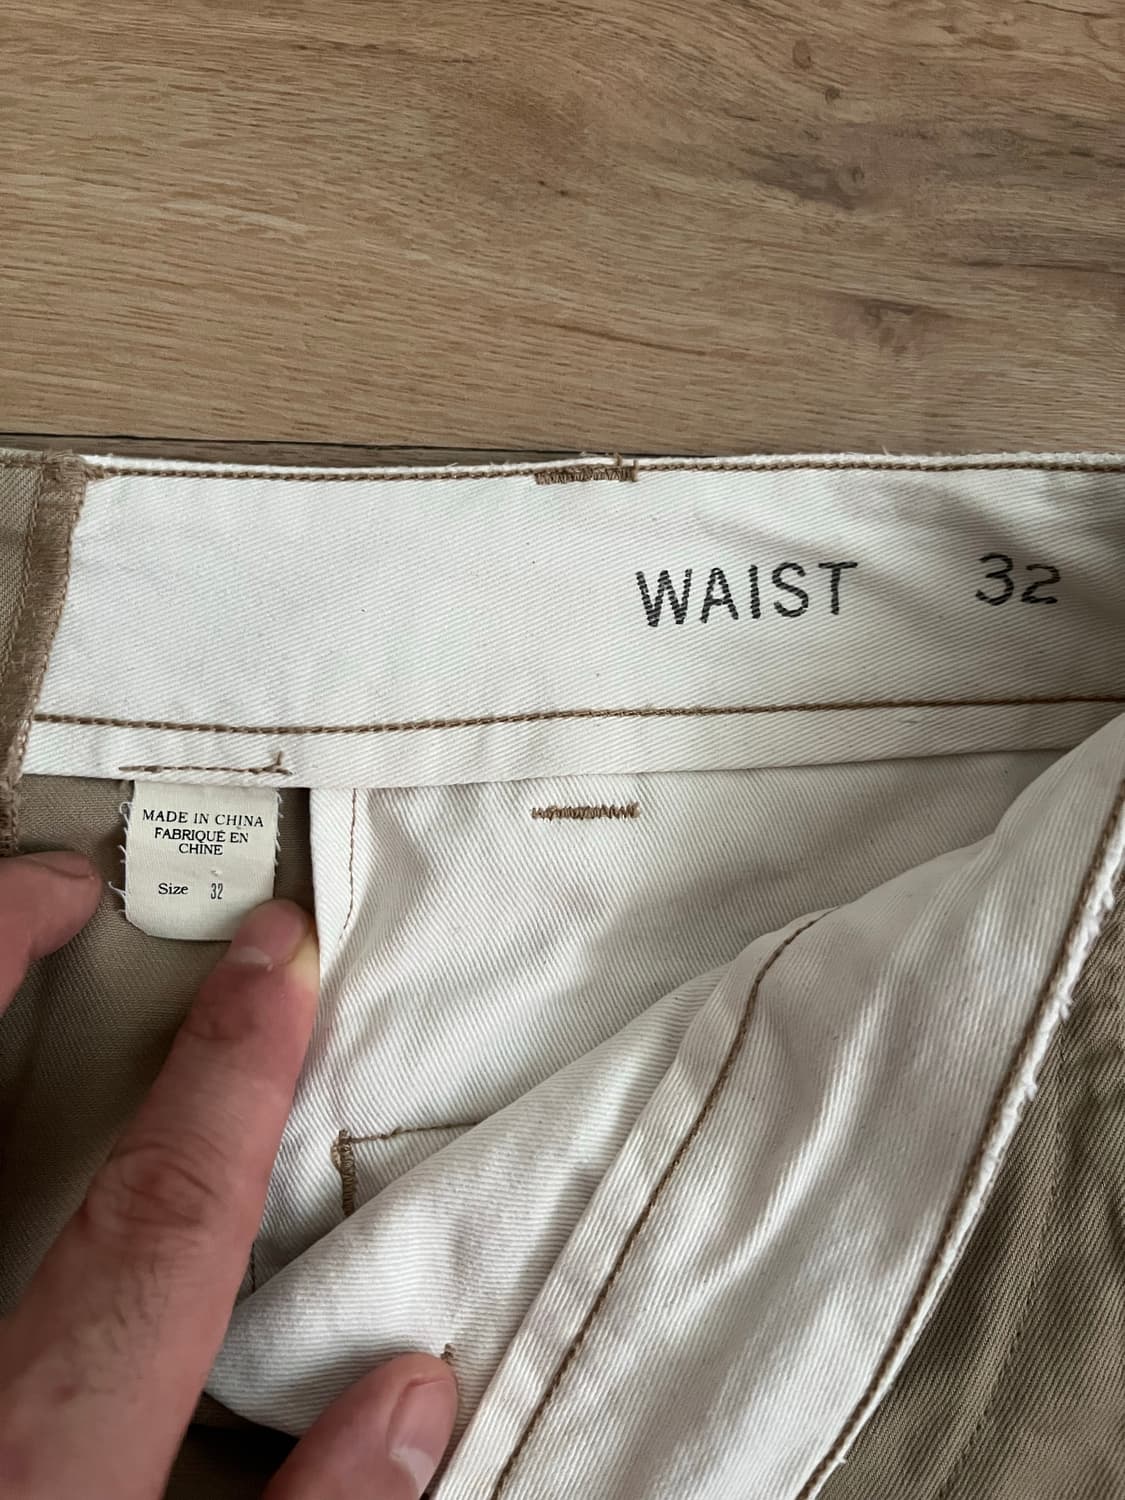 WAIST 32
MADE IN CHINA
FABRIQUÉ EN
CHINE
Size 32